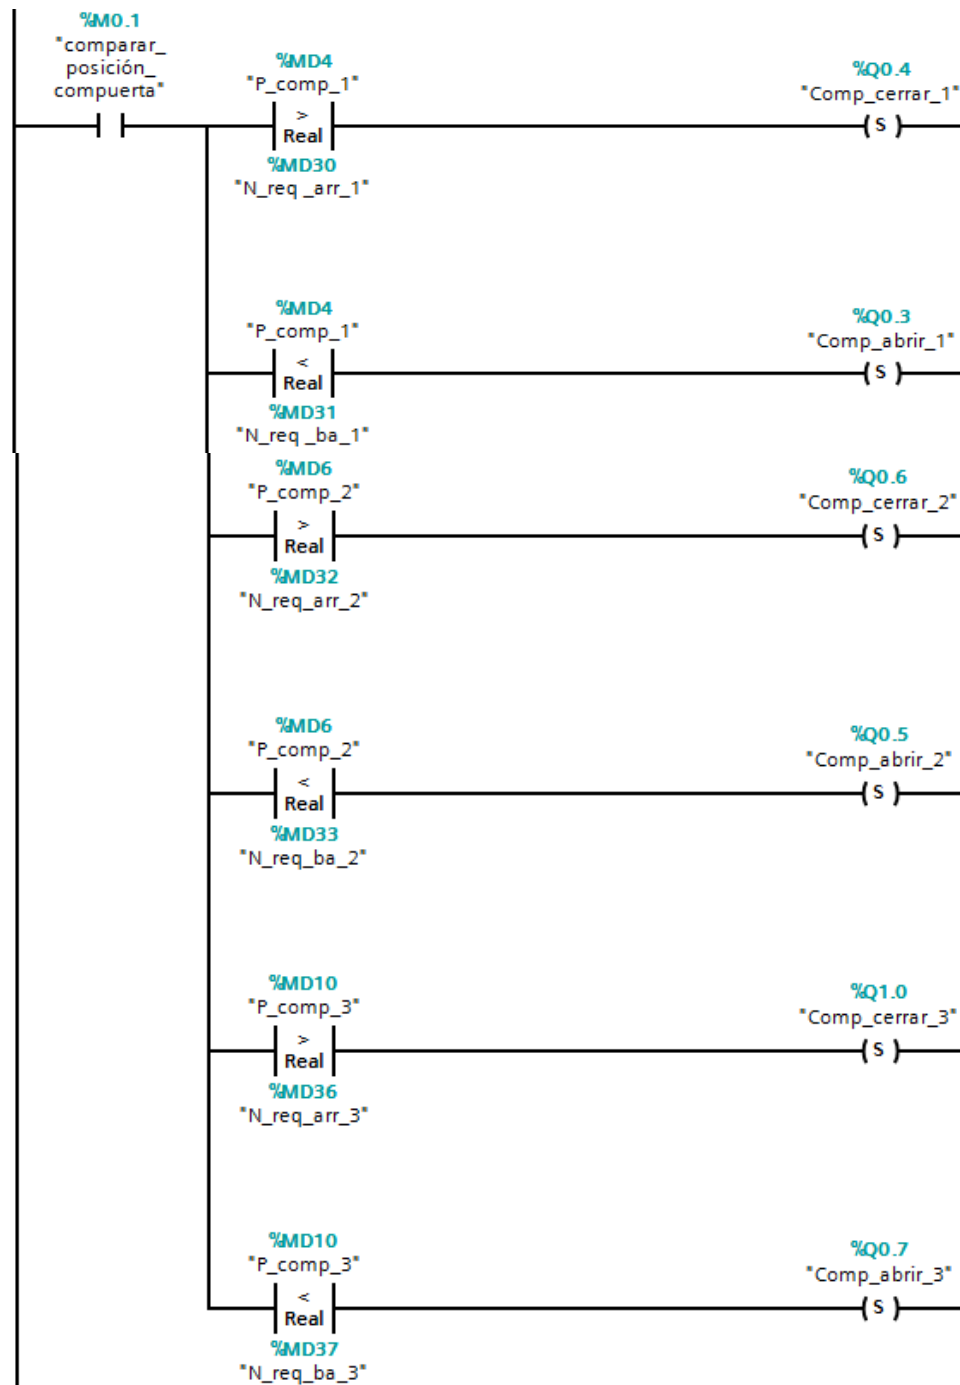 %M0.1
"comparar_
posición_
compuerta"
%MD4
"P_comp_1"
>
Real
%MD30
"N_req _arr_1"
%Q0.4
"Comp_cerrar_1"
S
%MD4
"P_comp_1"
<
Real
%MD31
"N_req _ba_1"
%Q0.3
"Comp_abrir_1"
S
%MD6
"P_comp_2"
>
Real
%MD32
"N_req_arr_2"
%Q0.6
"Comp_cerrar_2"
S
%MD6
"P_comp_2"
<
Real
%MD33
"N_req_ba_2"
%Q0.5
"Comp_abrir_2"
S
%MD10
"P_comp_3"
>
Real
%MD36
"N_req_arr_3"
%Q1.0
"Comp_cerrar_3"
S
%MD10
"P_comp_3"
<
Real
%MD37
"N_req_ba_3"
%Q0.7
"Comp_abrir_3"
S